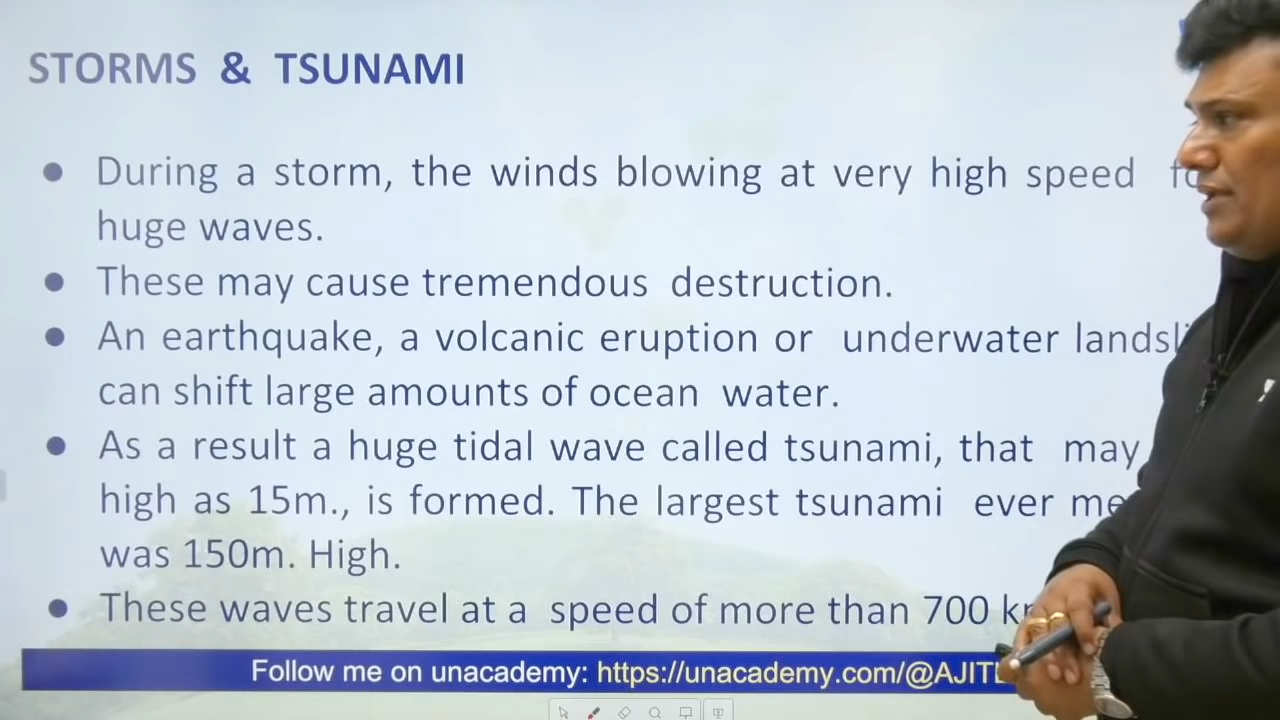 STORMS & TSUNAMI
● During a storm, the winds blowing at very high speed
huge waves.
● These may cause tremendous destruction.
● An earthquake, a volcanic eruption or underwater
can shift large amounts of ocean water.
● As a result a huge tidal wave called tsunami, that may
high as 15m., is formed. The largest tsunami ever
was 150m. High.
● These waves travel at a speed of more than 700
Follow me on unacademy: https://unacademy.com/@AJITL